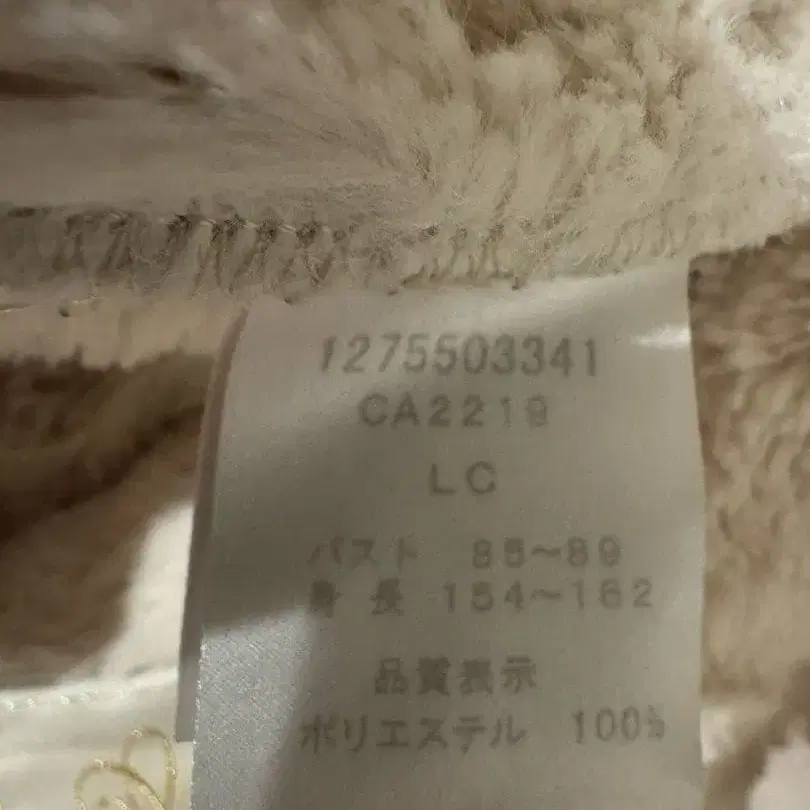 1275503341
CA2219
LC
バスト 85～89
身長 154～162
品質表示
ポリエステル 100%